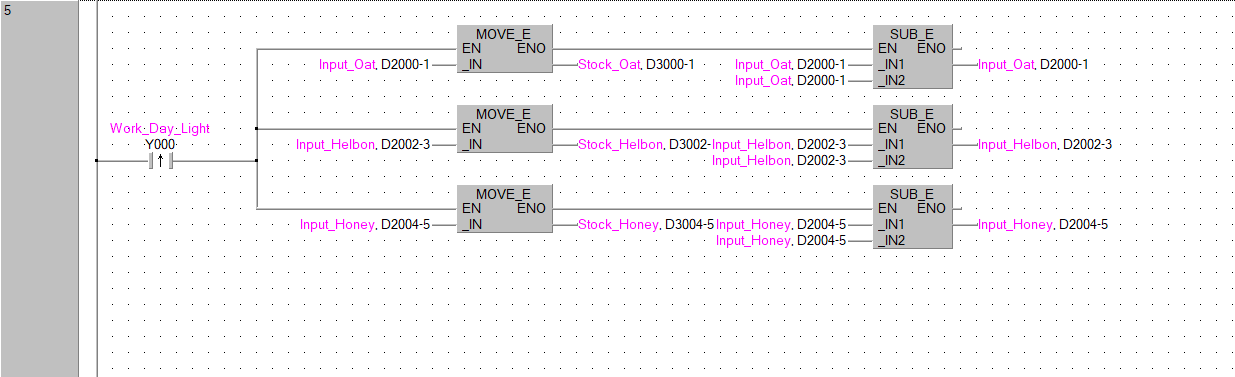 5
MOVE_E
SUB_E
EN ENO
EN ENO
Input_Oat, D2000-1
_IN
Stock_Oat, D3000-1
Input_Oat, D2000-1
_IN1
Input_Oat, D2000-1
Input_Oat, D2000-1
_IN2
MOVE_E
SUB_E
Work_Day_Light
EN ENO
EN ENO
Y000
Input_Helbon, D2002-3
_IN
Stock_Helbon, D3002-
Input_Helbon, D2002-3
_IN1
Input_Helbon, D2002-3
Input_Helbon, D2002-3
_IN2
MOVE_E
SUB_E
EN ENO
EN ENO
Input_Honey, D2004-5
_IN
Stock_Honey, D3004-5
Input_Honey, D2004-5
_IN1
Input_Honey, D2004-5
Input_Honey, D2004-5
_IN2